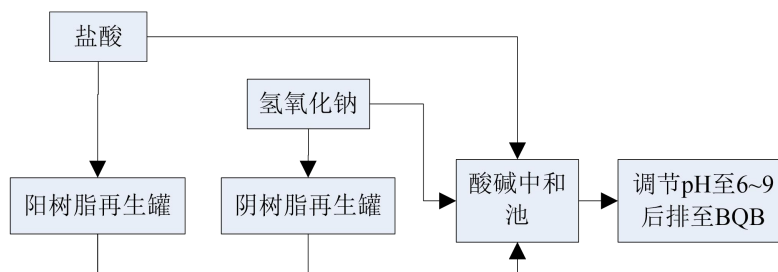 盐酸
氢氧化钠
阳树脂再生罐
阴树脂再生罐
酸碱中和
池
调节pH至6~9
后排至BQB